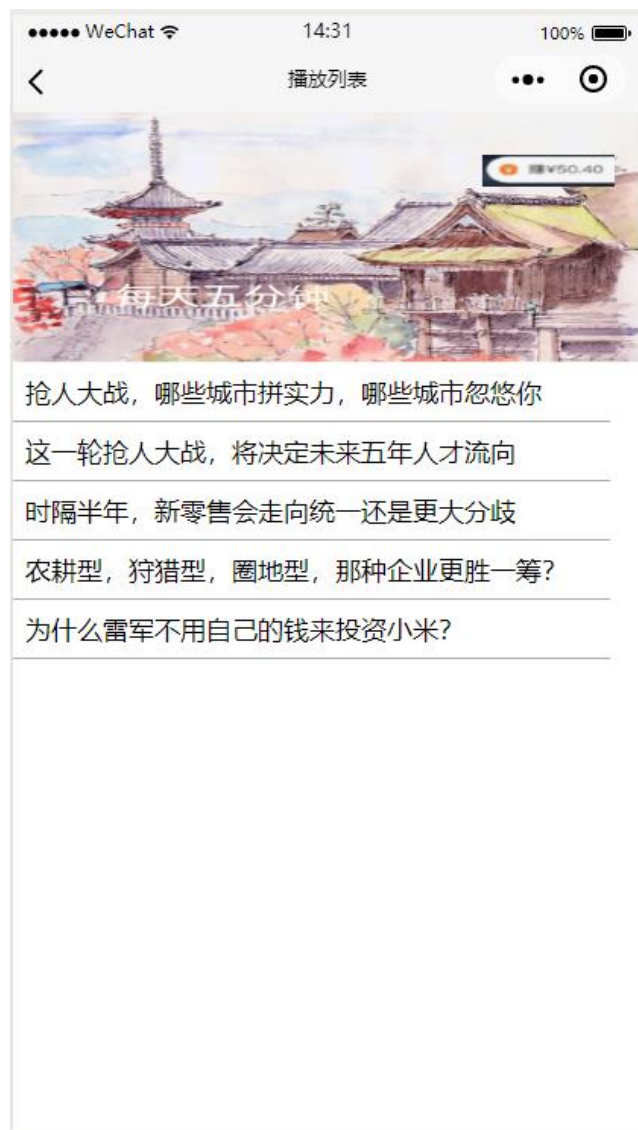 WeChat 14:31 100%
播放列表
赚¥50.40
每天五分钟
抢人大战，哪些城市拼实力，哪些城市忽悠你
这一轮抢人大战，将决定未来五年人才流向
时隔半年，新零售会走向统一还是更大分歧
农耕型，狩猎型，圈地型，那种企业更胜一筹？
为什么雷军不用自己的钱来投资小米？